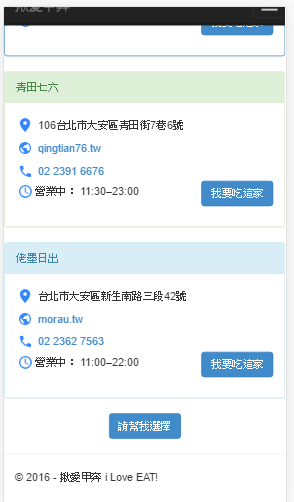 青田七六
106台北市大安區青田街7巷6號
qingtian76.tw
02 2391 6676
營業中： 11:30–23:00
我要吃這家
佬墨日出
台北市大安區新生南路三段42號
morau.tw
02 2362 7563
營業中： 11:00–22:00
我要吃這家
請幫我選擇
© 2016 - 揪愛甲奔 i Love EAT!